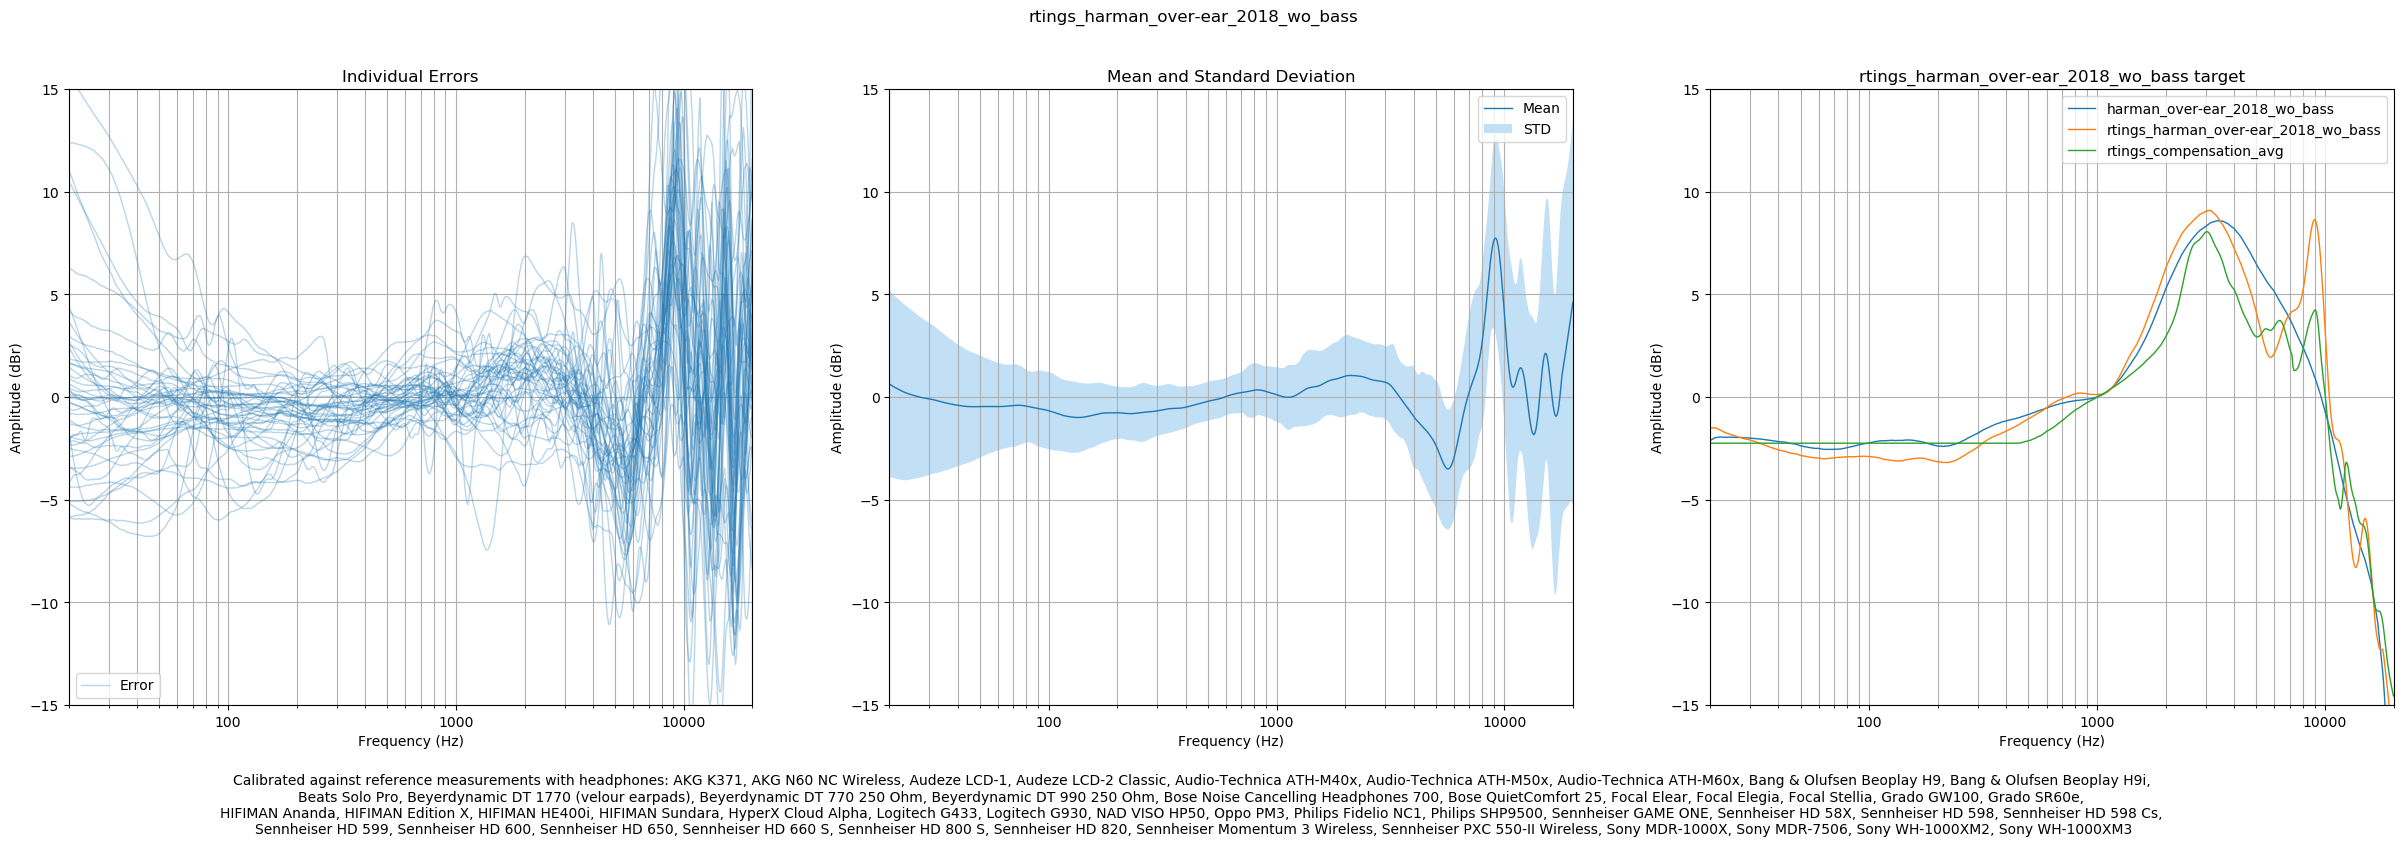 rtings_harman_over-ear_2018_wo_bass
Individual Errors
Amplitude (dBr)
15
10
5
0
−5
−10
−15
Error
100
1000
10000
Frequency (Hz)
Mean and Standard Deviation
Amplitude (dBr)
15
10
5
0
−5
−10
−15
Mean
STD
100
1000
10000
Frequency (Hz)
rtings_harman_over-ear_2018_wo_bass target
Amplitude (dBr)
15
10
5
0
−5
−10
−15
harman_over-ear_2018_wo_bass
rtings_harman_over-ear_2018_wo_bass
rtings_compensation_avg
100
1000
10000
Frequency (Hz)
Calibrated against reference measurements with headphones: AKG K371, AKG N60 NC Wireless, Audeze LCD-1, Audeze LCD-2 Classic, Audio-Technica ATH-M40x, Audio-Technica ATH-M50x, Audio-Technica ATH-M60x, Bang & Olufsen Beoplay H9, Bang & Olufsen Beoplay H9i,
Beats Solo Pro, Beyerdynamic DT 1770 (velour earpads), Beyerdynamic DT 770 250 Ohm, Beyerdynamic DT 990 250 Ohm, Bose Noise Cancelling Headphones 700, Bose QuietComfort 25, Focal Elear, Focal Elegia, Focal Stellia, Grado GW100, Grado SR60e,
HIFIMAN Ananda, HIFIMAN Edition X, HIFIMAN HE400i, HIFIMAN Sundara, HyperX Cloud Alpha, Logitech G433, Logitech G930, NAD VISO HP50, Oppo PM3, Philips Fidelio NC1, Philips SHP9500, Sennheiser GAME ONE, Sennheiser HD 58X, Sennheiser HD 598, Sennheiser HD 598 Cs,
Sennheiser HD 599, Sennheiser HD 600, Sennheiser HD 650, Sennheiser HD 660 S, Sennheiser HD 800 S, Sennheiser HD 820, Sennheiser Momentum 3 Wireless, Sennheiser PXC 550-II Wireless, Sony MDR-1000X, Sony MDR-7506, Sony WH-1000XM2, Sony WH-1000XM3